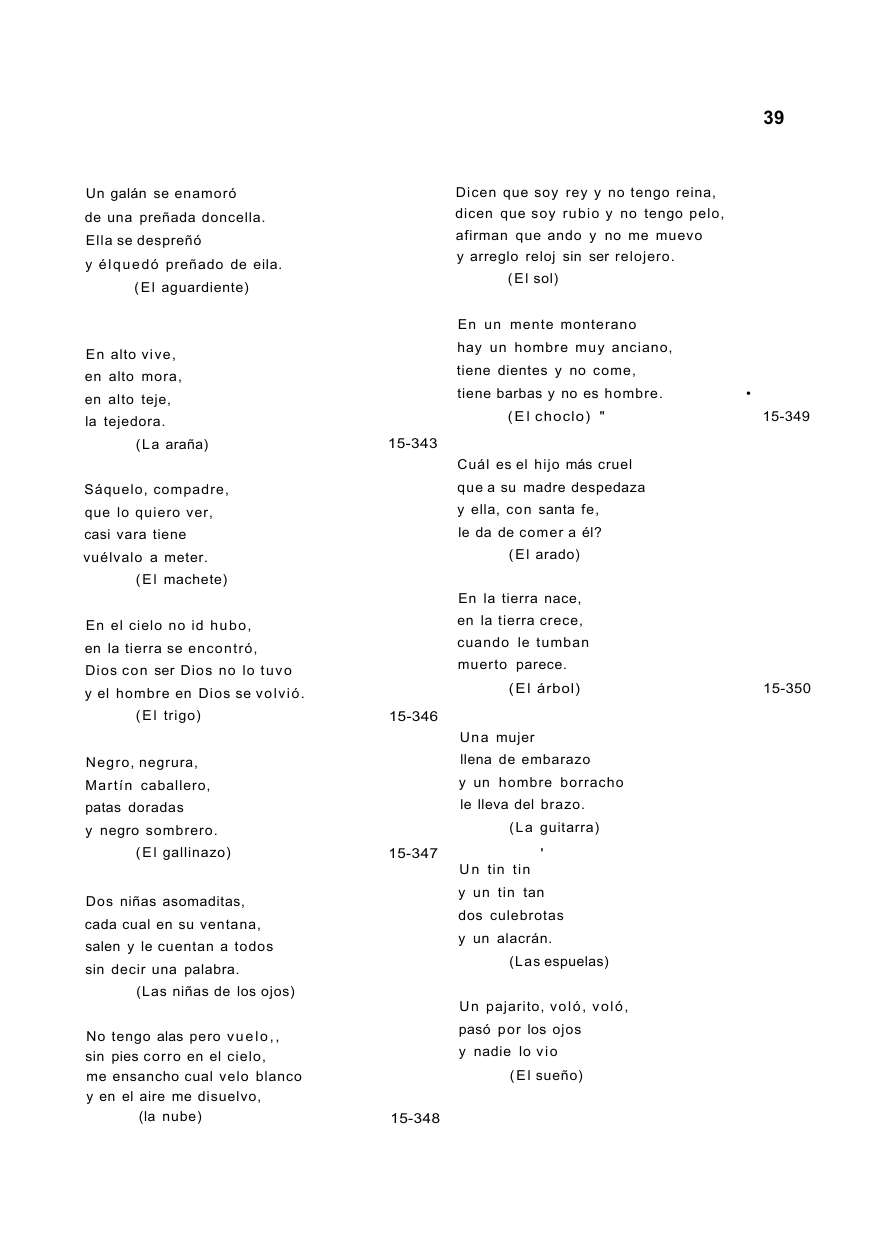 39
Un galán se enamoró
de una preñada doncella.
Ella se despreñó
y élquedó preñado de eila.
(El aguardiente)
En alto vive,
en alto mora,
en alto teje,
la tejedora.
(La araña) 15-343
Sáquelo, compadre,
que lo quiero ver,
casi vara tiene
vuélvalo a meter.
(El machete)
En el cielo no id hubo,
en la tierra se encontró,
Dios con ser Dios no lo tuvo
y el hombre en Dios se volvió.
(El trigo) 15-346
Negro, negrura,
Martín caballero,
patas doradas
y negro sombrero.
(El gallinazo) 15-347
Dos niñas asomaditas,
cada cual en su ventana,
salen y le cuentan a todos
sin decir una palabra.
(Las niñas de los ojos)
No tengo alas pero vuelo,,
sin pies corro en el cielo,
me ensancho cual velo blanco
y en el aire me disuelvo,
(la nube) 15-348
Dicen que soy rey y no tengo reina,
dicen que soy rubio y no tengo pelo,
afirman que ando y no me muevo
y arreglo reloj sin ser relojero.
(El sol)
En un mente monterano
hay un hombre muy anciano,
tiene dientes y no come,
tiene barbas y no es hombre. •
(El choclo) " 15-349
Cuál es el hijo más cruel
que a su madre despedaza
y ella, con santa fe,
le da de comer a él?
(El arado)
En la tierra nace,
en la tierra crece,
cuando le tumban
muerto parece.
(El árbol) 15-350
Una mujer
llena de embarazo
y un hombre borracho
le lleva del brazo.
(La guitarra)
'
Un tin tin
y un tin tan
dos culebrotas
y un alacrán.
(Las espuelas)
Un pajarito, voló, voló,
pasó por los ojos
y nadie lo vio
(El sueño)